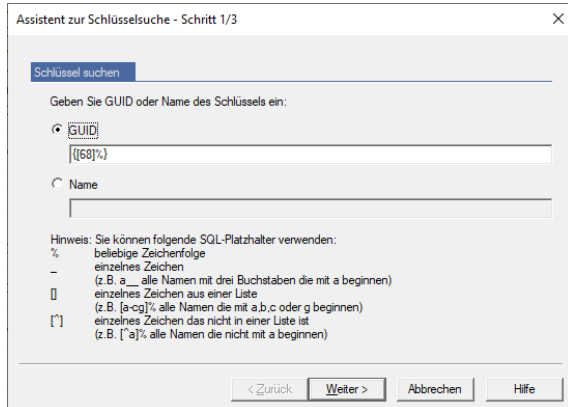 Assistent zur Schlüsselsuche - Schritt 1/3
Schlüssel suchen
Geben Sie GUID oder Name des Schlüssels ein:
GUID
{[68]%}
Name
Hinweis: Sie können folgende SQL-Platzhalter verwenden:
% beliebige Zeichenfolge
_ einzelnes Zeichen
(z.B. a__ alle Namen mit drei Buchstaben die mit a beginnen)
[] einzelnes Zeichen aus einer Liste
(z.B. [a-cg]% alle Namen die mit a,b,c oder g beginnen)
[^] einzelnes Zeichen das nicht in einer Liste ist
(z.B. [^a]% alle Namen die nicht mit a beginnen)
< Zurück Weiter > Abbrechen Hilfe